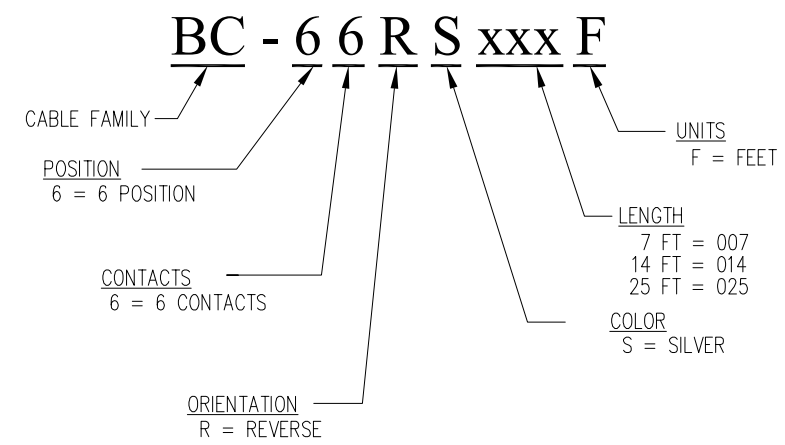 BC - 6 6 R S xxx F
CABLE FAMILY
POSITION
6 = 6 POSITION
CONTACTS
6 = 6 CONTACTS
ORIENTATION
R = REVERSE
UNITS
F = FEET
LENGTH
7 FT = 007
14 FT = 014
25 FT = 025
COLOR
S = SILVER